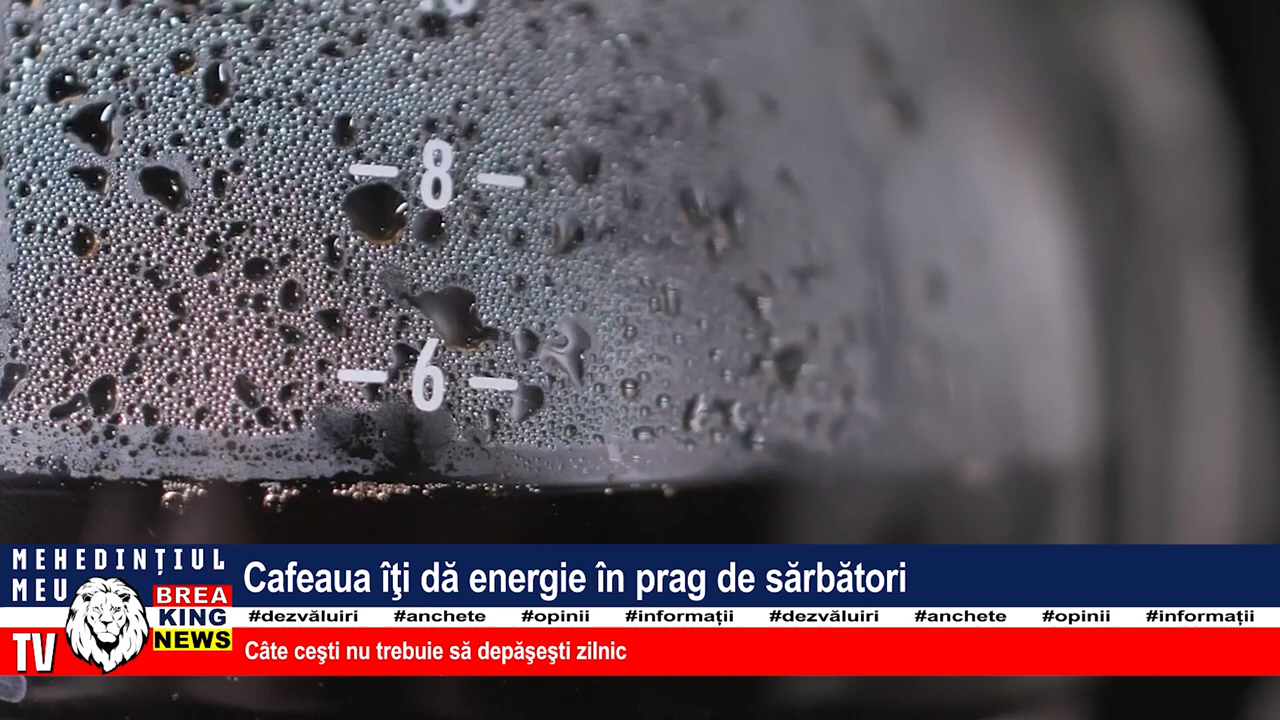 - 8 -
- 6 -
MEHEDINȚIUL
MEU
TV
BREA
KING
NEWS
Cafeaua îţi dă energie în prag de sărbători
#dezvăluiri #anchete #opinii #informații #dezvăluiri #anchete #opinii #informații
Câte ceşti nu trebuie să depăşeşti zilnic